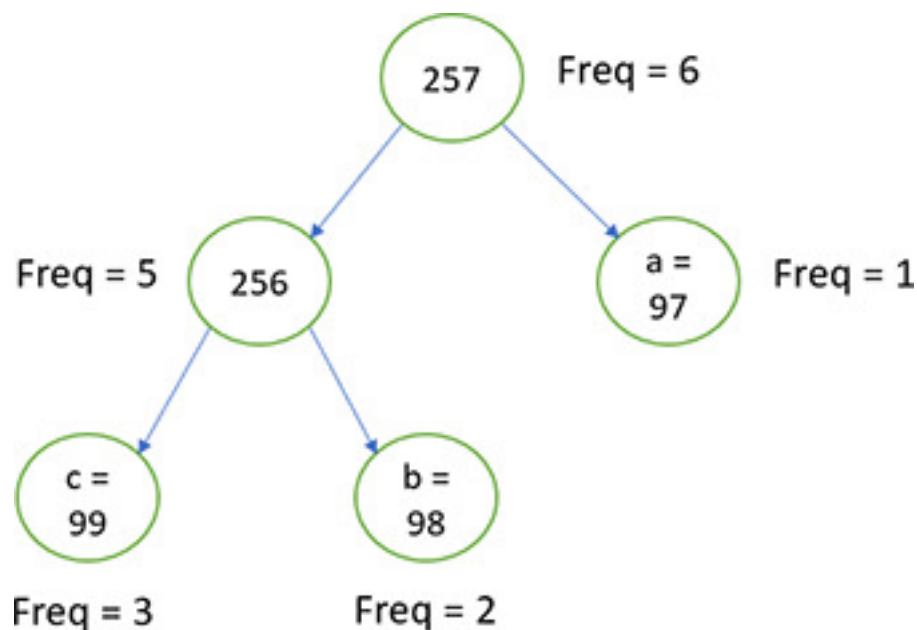 257
Freq = 6
Freq = 5
256
a =
97
Freq = 1
c =
99
b =
98
Freq = 3
Freq = 2